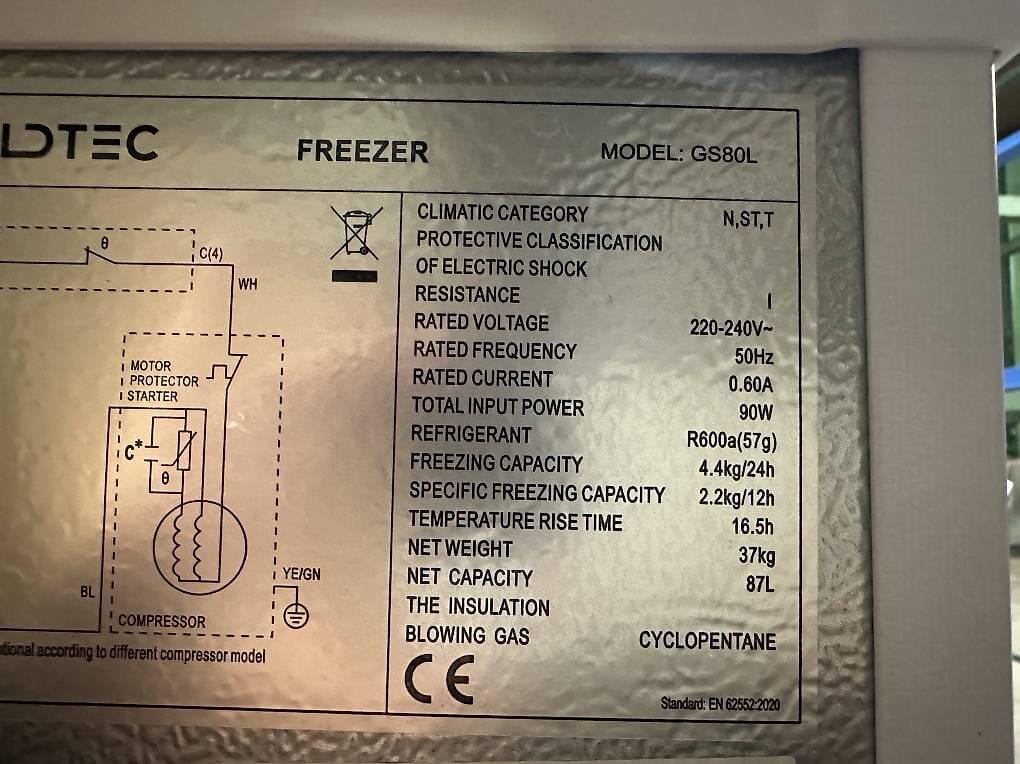 FREEZER
MODEL: GS80L
θ
C(4)
WH
MOTOR
PROTECTOR
STARTER
C*
θ
BL
YE/GN
COMPRESSOR
according to different compressor model
CLIMATIC CATEGORY N,ST,T
PROTECTIVE CLASSIFICATION
OF ELECTRIC SHOCK
RESISTANCE I
RATED VOLTAGE 220-240V~
RATED FREQUENCY 50Hz
RATED CURRENT 0.60A
TOTAL INPUT POWER 90W
REFRIGERANT R600a(57g)
FREEZING CAPACITY 4.4kg/24h
SPECIFIC FREEZING CAPACITY 2.2kg/12h
TEMPERATURE RISE TIME 16.5h
NET WEIGHT 37kg
NET CAPACITY 87L
THE INSULATION
BLOWING GAS CYCLOPENTANE
CE
Standard: EN 62552:2020